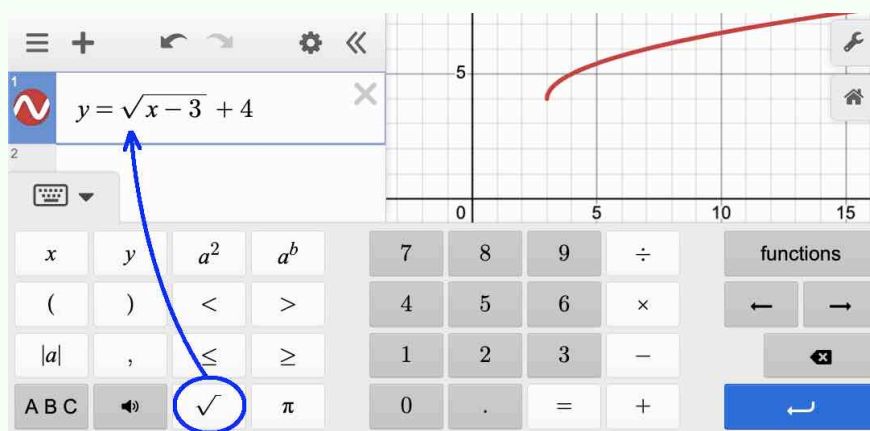 1
y = √(x − 3) + 4
2
5
0 5 10 15
x y a² aᵇ 7 8 9 ÷ functions
( ) < > 4 5 6 × ← →
|a| , ≤ ≥ 1 2 3 −
A B C √ π 0 . = +